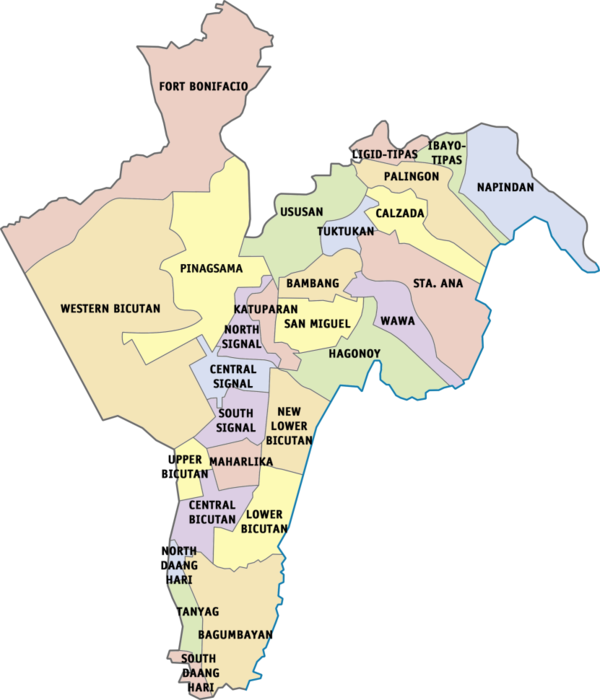 FORT BONIFACIO
LIGID-TIPAS
IBAYO-
TIPAS
PALINGON
NAPINDAN
USUSAN
CALZADA
TUKTUKAN
PINAGSAMA
BAMBANG
STA. ANA
WESTERN BICUTAN
KATUPARAN
SAN MIGUEL
WAWA
NORTH
SIGNAL
HAGONOY
CENTRAL
SIGNAL
SOUTH
SIGNAL
NEW
LOWER
BICUTAN
UPPER
BICUTAN
MAHARLIKA
CENTRAL
BICUTAN
LOWER
BICUTAN
NORTH
DAANG
HARI
TANYAG
BAGUMBAYAN
SOUTH
DAANG
HARI